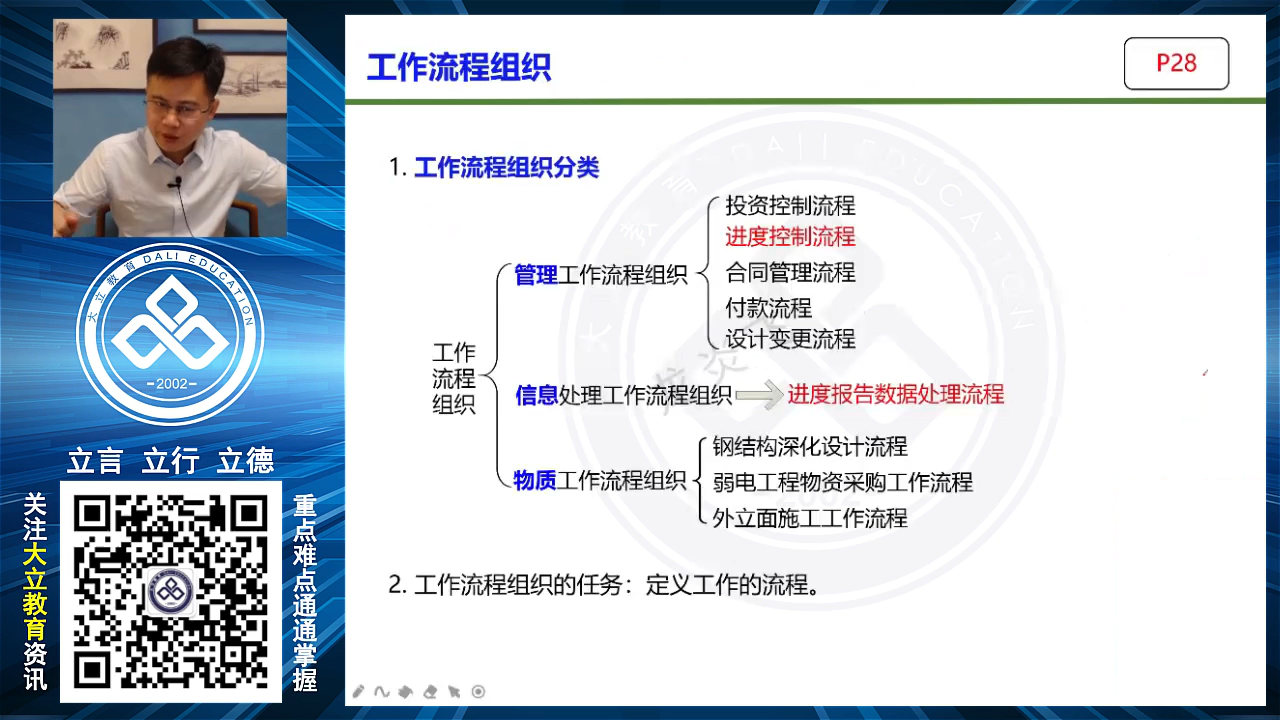 工作流程组织
P28
1. 工作流程组织分类
工作
流程
组织
管理工作流程组织
投资控制流程
进度控制流程
合同管理流程
付款流程
设计变更流程
信息处理工作流程组织
进度报告数据处理流程
物质工作流程组织
钢结构深化设计流程
弱电工程物资采购工作流程
外立面施工工作流程
2. 工作流程组织的任务：定义工作的流程。
大立教育 DALI EDUCATION
-2002-
立言 立行 立德
关注大立教育资讯
重点难点通通掌握